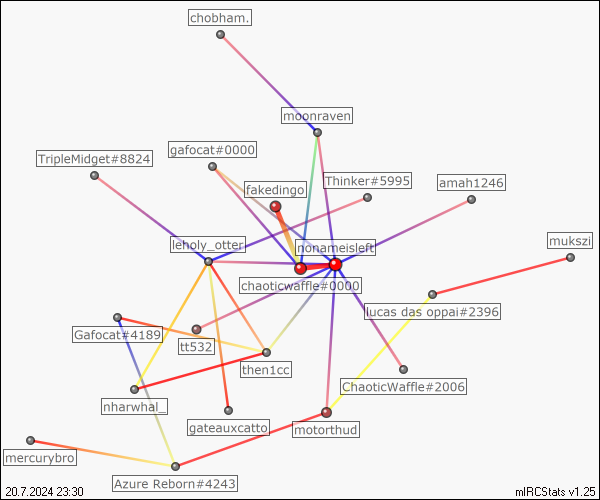 chobham.
moonraven
gafocat#0000
TripleMidget#8824
Thinker#5995
amah1246
fakedingo
leholy_otter
nonameisleft
mukszi
chaoticwaffle#0000
lucas das oppai#2396
Gafocat#4189
tt532
then1cc
ChaoticWaffle#2006
nharwhal_
gateauxcatto
motorthud
mercurybro
Azure Reborn#4243
20.7.2024 23:30
mIRCStats v1.25